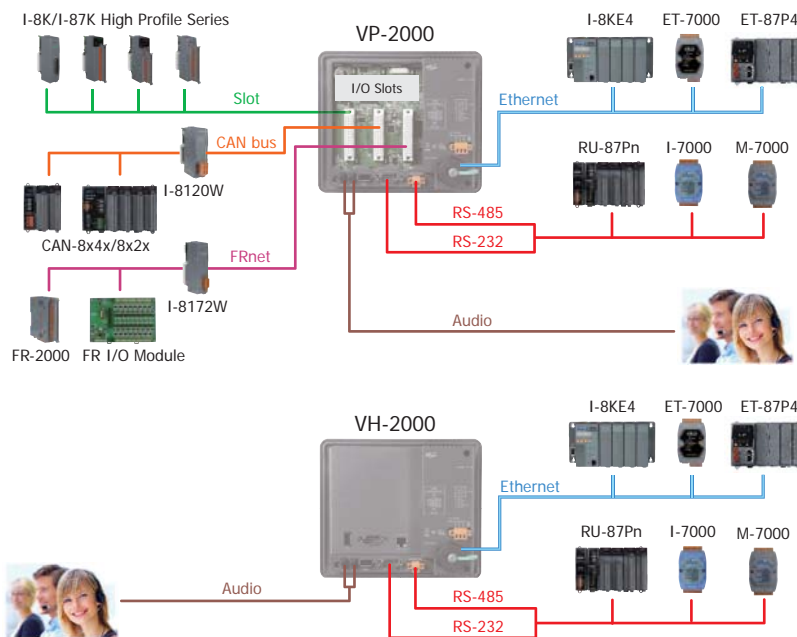 I-8K/I-87K High Profile Series
VP-2000
I-8KE4
ET-7000
ET-87P4
I/O Slots
Slot
Ethernet
CAN bus
RU-87Pn
I-7000
M-7000
I-8120W
RS-485
CAN-8x4x/8x2x
RS-232
FRnet
I-8172W
Audio
FR-2000
FR I/O Module
VH-2000
I-8KE4
ET-7000
ET-87P4
Ethernet
RU-87Pn
I-7000
M-7000
Audio
RS-485
RS-232